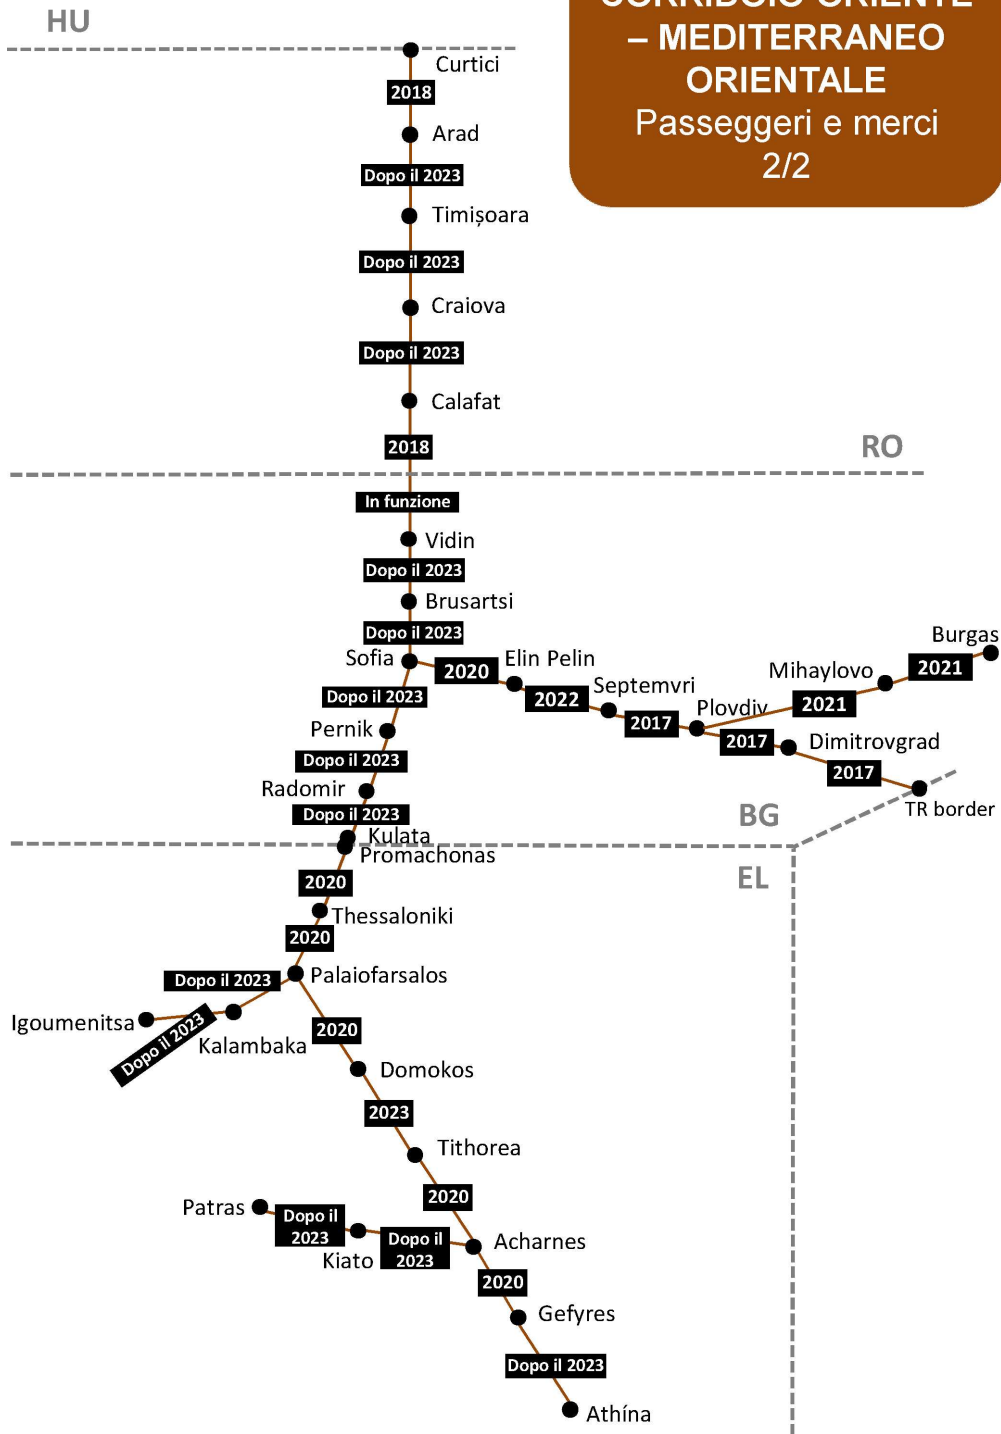 HU
CORRIDOIO ORIENTE
– MEDITERRANEO
ORIENTALE
Passeggeri e merci
2/2
Curtici
2018
Arad
Dopo il 2023
Timișoara
Dopo il 2023
Craiova
Dopo il 2023
Calafat
2018
RO
In funzione
Vidin
Dopo il 2023
Brusartsi
Dopo il 2023
Sofia
2020
Elin Pelin
2022
Septemvri
2017
Plovdiv
2021
Mihaylovo
2021
Burgas
2017
Dimitrovgrad
2017
TR border
Dopo il 2023
Pernik
Dopo il 2023
Radomir
Dopo il 2023
BG
Kulata
Promachonas
EL
2020
Thessaloniki
2020
Palaiofarsalos
Dopo il 2023
Igoumenitsa
Dopo il 2023
Kalambaka
2020
Domokos
2023
Tithorea
2020
Patras
Dopo il
2023
Kiato
Dopo il
2023
Acharnes
2020
Gefyres
Dopo il 2023
Athína